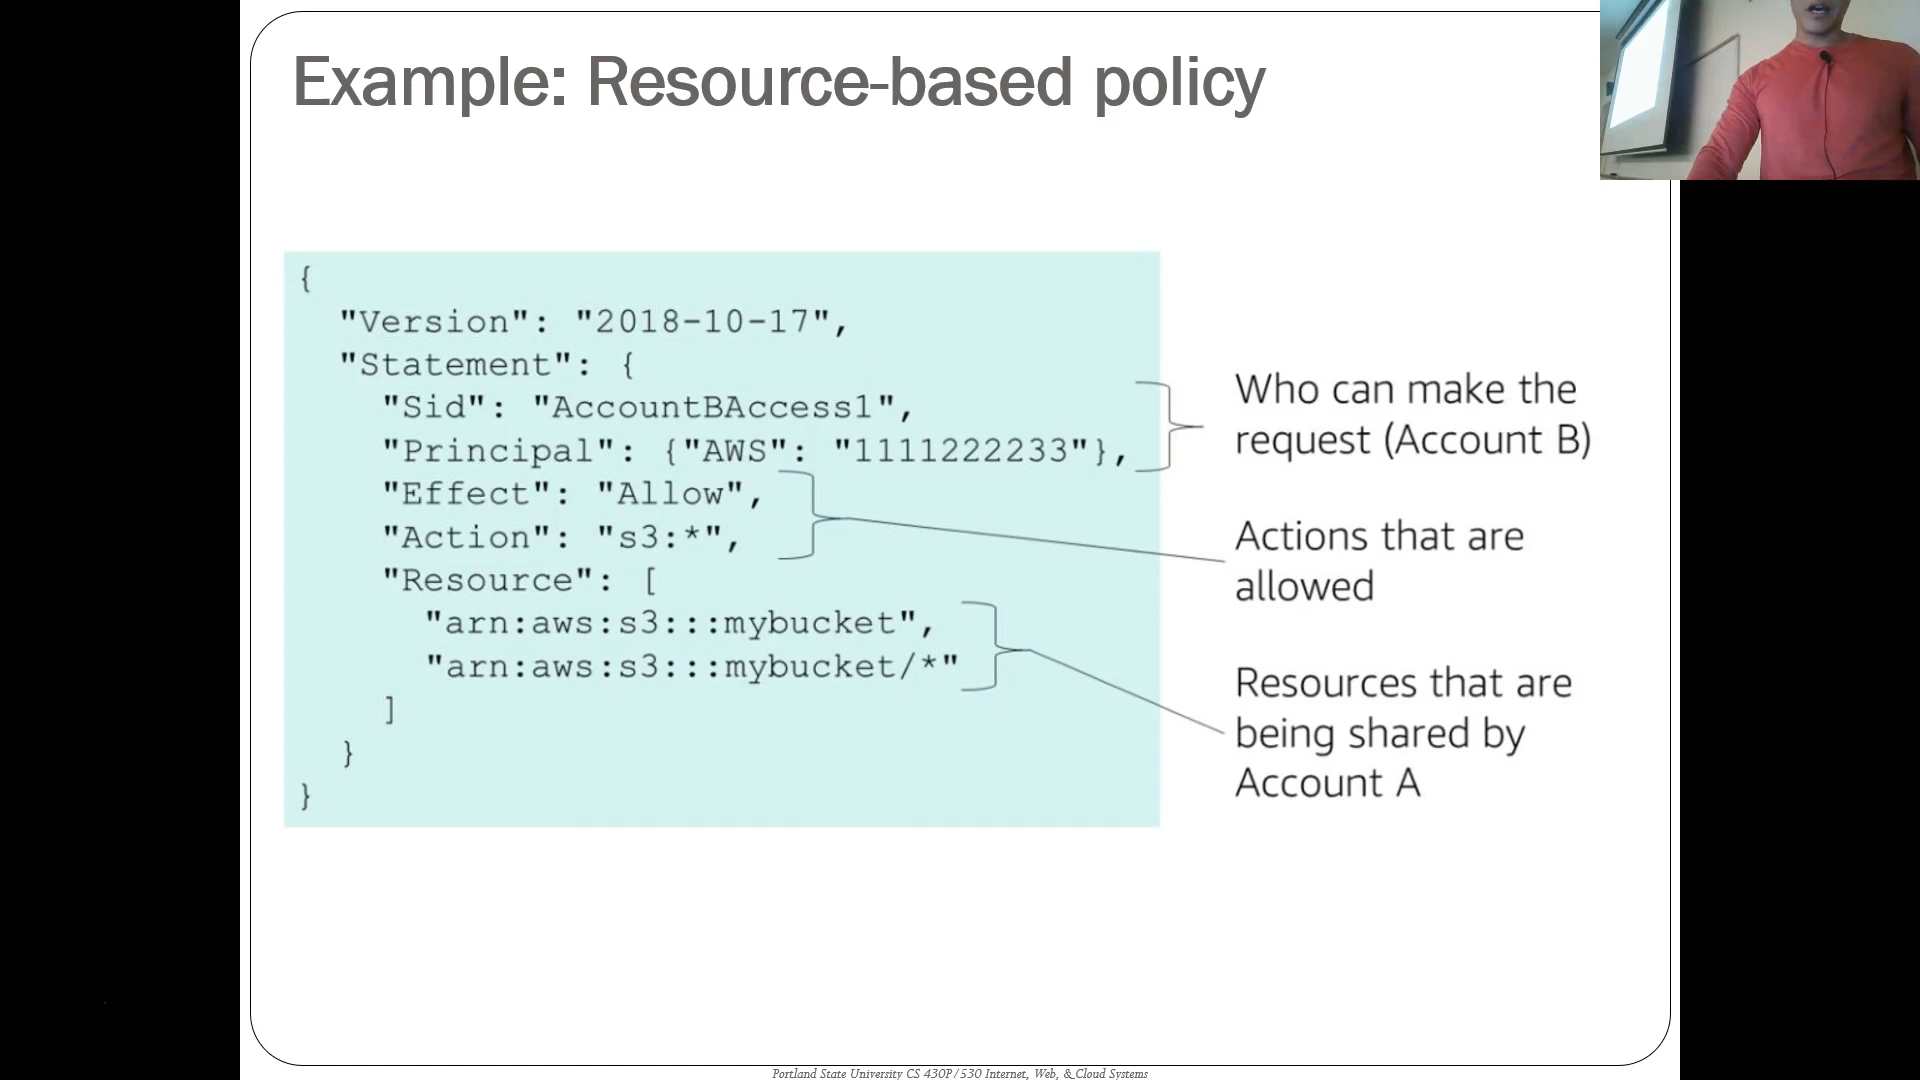 Example: Resource-based policy
{
"Version": "2018-10-17",
"Statement": {
"Sid": "AccountBAccess1",
"Principal": {"AWS": "1111222233"},
"Effect": "Allow",
"Action": "s3:*",
"Resource": [
"arn:aws:s3:::mybucket",
"arn:aws:s3:::mybucket/*"
]
}
}
Who can make the
request (Account B)
Actions that are
allowed
Resources that are
being shared by
Account A
Portland State University CS 430P/530 Internet, Web, & Cloud Systems